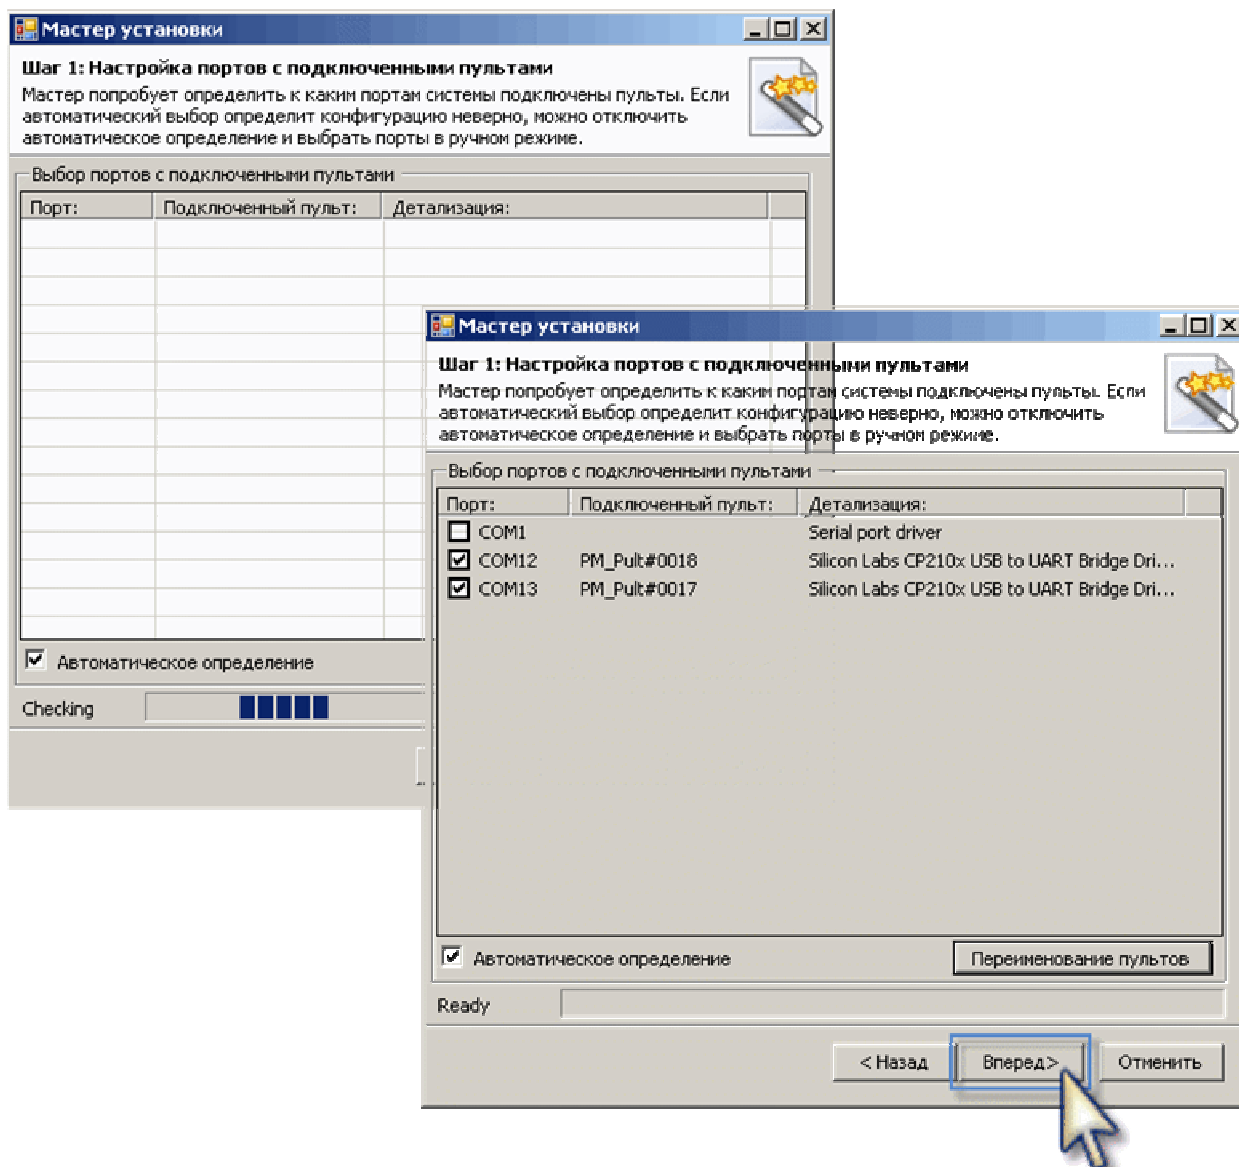 Мастер установки
Шаг 1: Настройка портов с подключенными пультами
Мастер попробует определить к каким портам системы подключены пульты. Если
автоматический выбор определит конфигурацию неверно, можно отключить
автоматическое определение и выбрать порты в ручном режиме.
Выбор портов с подключенными пультами
Порт: Подключенный пульт: Детализация:
Автоматическое определение
Checking
Мастер установки
Шаг 1: Настройка портов с подключенными пультами
Мастер попробует определить к каким портам системы подключены пульты. Если
автоматический выбор определит конфигурацию неверно, можно отключить
автоматическое определение и выбрать порты в ручном режиме.
Выбор портов с подключенными пультами
Порт: Подключенный пульт: Детализация:
COM1 Serial port driver
COM12 PM_Pult#0018 Silicon Labs CP210x USB to UART Bridge Dri...
COM13 PM_Pult#0017 Silicon Labs CP210x USB to UART Bridge Dri...
Автоматическое определение Переименование пультов
Ready
< Назад Вперед> Отменить